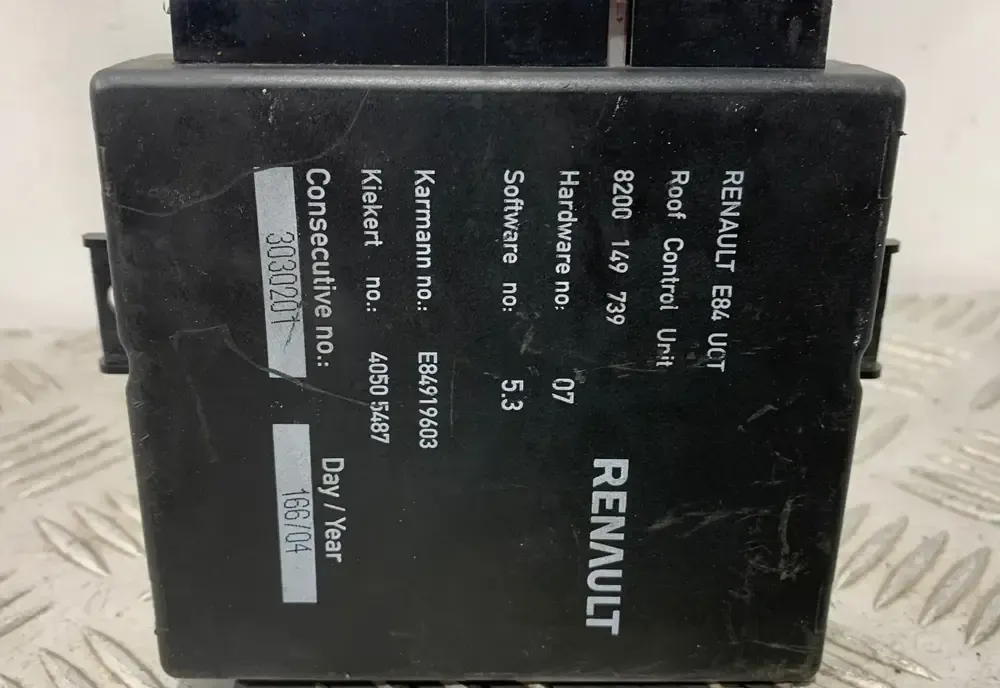 RENAULT E84 UCT
Roof Control Unit
8200 149 739
Hardware no: 07
Software no: 5.3
RENAULT
Karmann no.: E84919603
Kiekert no.: 4050 5487
Consecutive no.: Day / Year
3030201 166/04